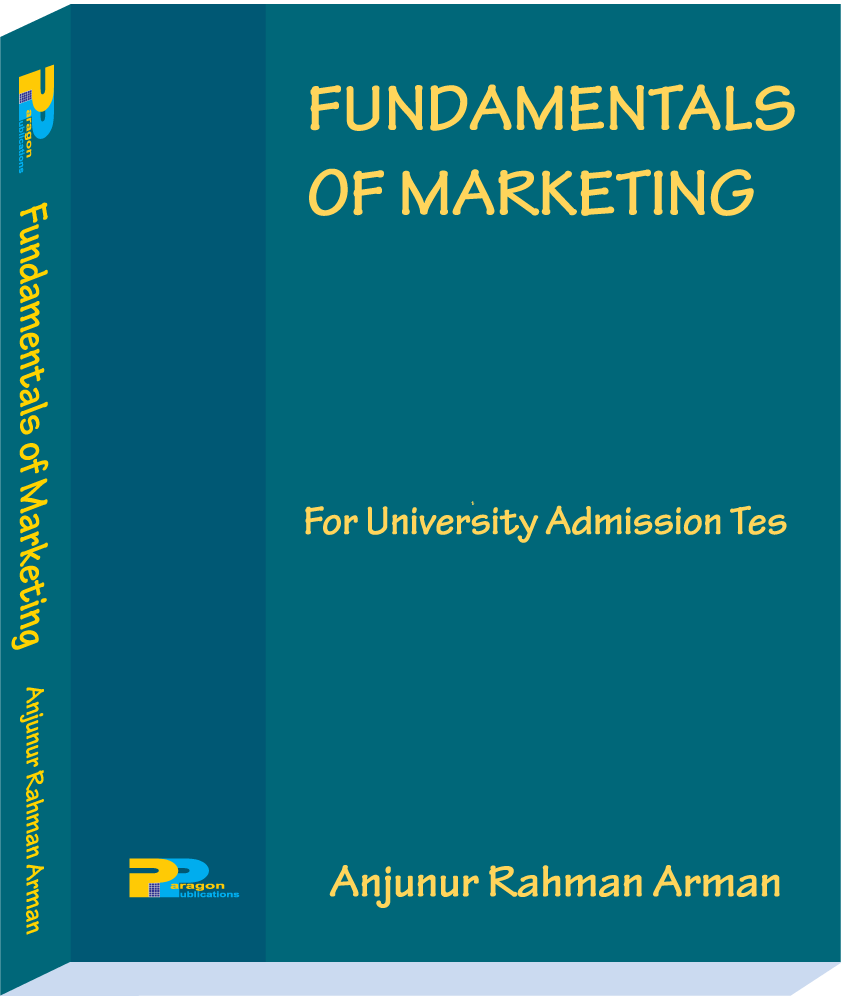 FUNDAMENTALS
OF MARKETING
For University Admission Tes
Anjunur Rahman Arman
Paragon
Publications
Paragon
Publications
Fundamentals of Marketing
Anjunur Rahman Arman